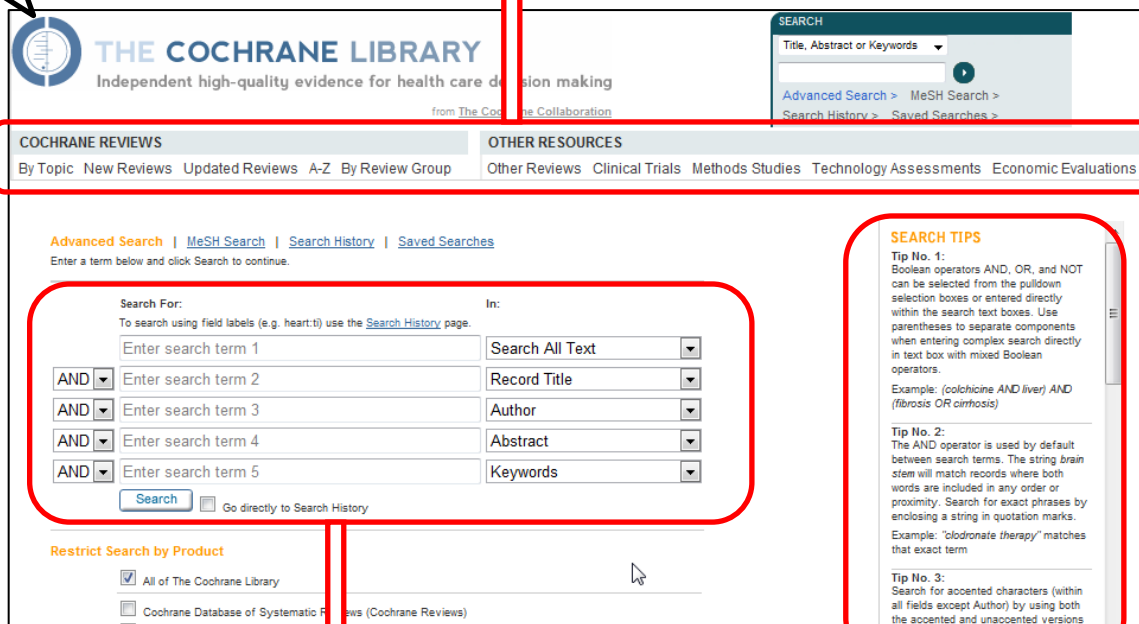 THE COCHRANE LIBRARY
Independent high-quality evidence for health care sion making
from The ne Collaboration
SEARCH
Title, Abstract or Keywords
Advanced Search > MeSH Search >
Search History > Saved Searches >
COCHRANE REVIEWS
By Topic New Reviews Updated Reviews A-Z By Review Group
OTHER RESOURCES
Other Reviews Clinical Trials Methods Studies Technology Assessments Economic Evaluations
Advanced Search | MeSH Search | Search History | Saved Searches
Enter a term below and click Search to continue.
Search For: In:
To search using field labels (e.g. heart:ti) use the Search History page.
Enter search term 1 Search All Text
AND Enter search term 2 Record Title
AND Enter search term 3 Author
AND Enter search term 4 Abstract
AND Enter search term 5 Keywords
Search Go directly to Search History
Restrict Search by Product
All of The Cochrane Library
Cochrane Database of Systematic ews (Cochrane Reviews)
SEARCH TIPS
Tip No. 1:
Boolean operators AND, OR, and NOT
can be selected from the pulldown
selection boxes or entered directly
within the search text boxes. Use
parentheses to separate components
when entering complex search directly
in text box with mixed Boolean
operators.
Example: (colchicine AND liver) AND
(fibrosis OR cirrhosis)
Tip No. 2:
The AND operator is used by default
between search terms. The string brain
stem will match records where both
words are included in any order or
proximity. Search for exact phrases by
enclosing a string in quotation marks.
Example: "clodronate therapy" matches
that exact term
Tip No. 3:
Search for accented characters (within
all fields except Author) by using both
the accented and unaccented versions